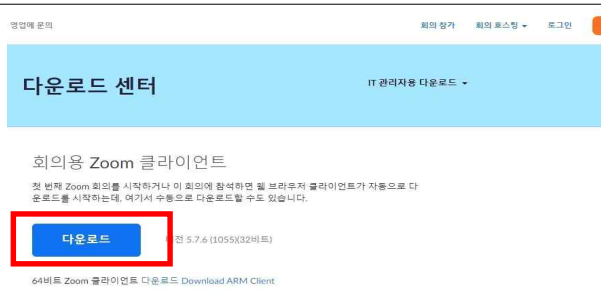 영업에 문의
회의 참가 회의 호스팅 로그인
다운로드 센터
IT 관리자용 다운로드
회의용 Zoom 클라이언트
첫 번째 Zoom 회의를 시작하거나 이 회의에 참석하면 웹 브라우저 클라이언트가 자동으로 다
운로드를 시작하는데, 여기서 수동으로 다운로드할 수도 있습니다.
다운로드
전 5.7.6 (1055)(32비트)
64비트 Zoom 클라이언트 다운로드 Download ARM Client